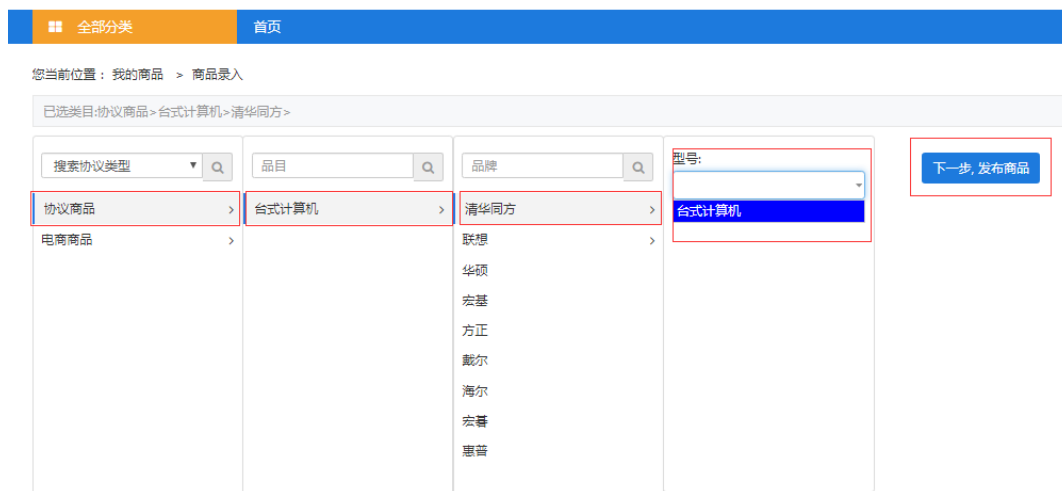 全部分类 首页
您当前位置： 我的商品 > 商品录入
已选类目:协议商品>台式计算机>清华同方>
搜索协议类型
协议商品
电商商品
品目
台式计算机
品牌
清华同方
联想
华硕
宏基
方正
戴尔
海尔
宏碁
惠普
型号:
台式计算机
下一步, 发布商品